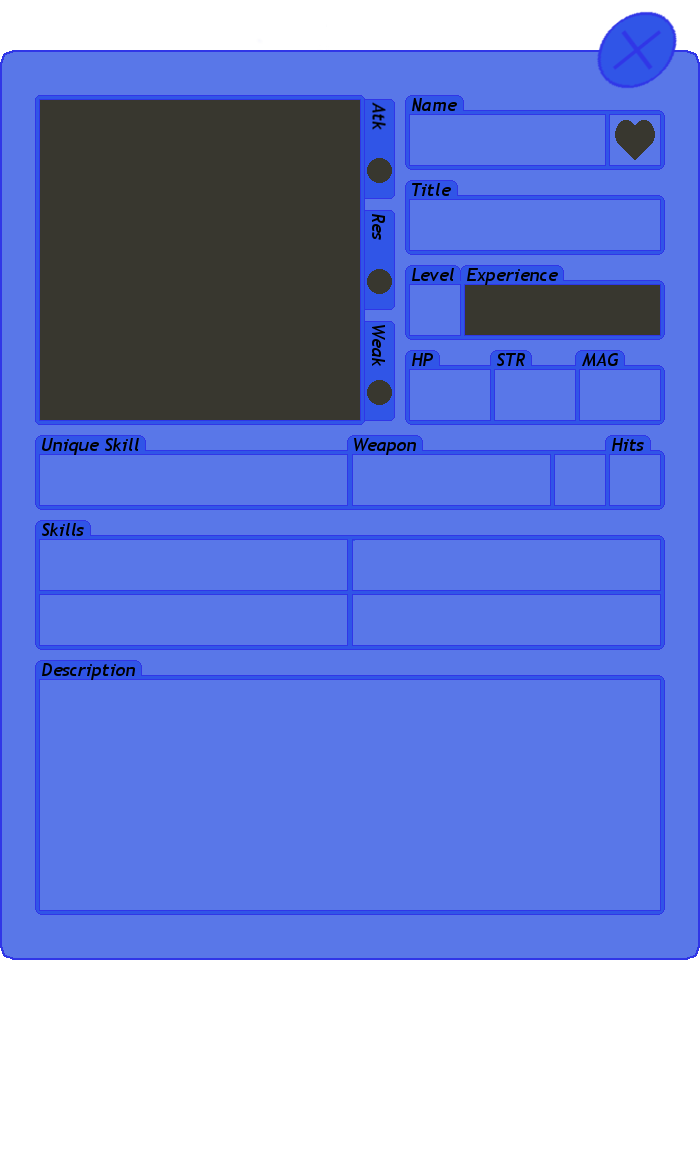 Atk
Name
Title
Res
Level Experience
Weak
HP STR MAG
Unique Skill Weapon Hits
Skills
Description